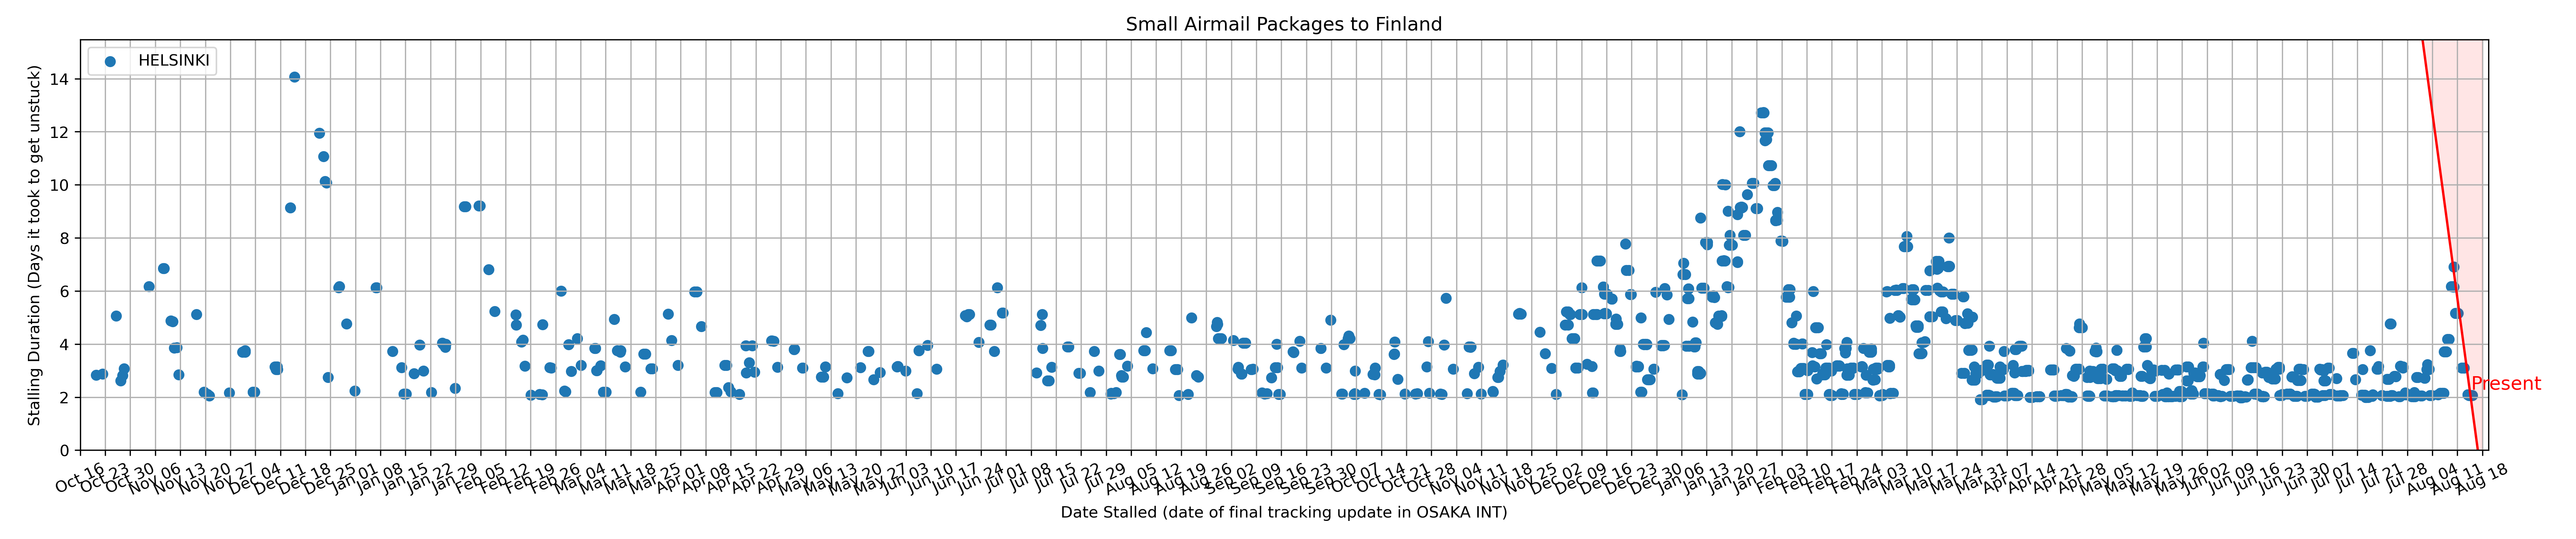 Small Airmail Packages to Finland
HELSINKI
Stalling Duration (Days it took to get unstuck)
14
12
10
8
6
4
2
0
Present
Oct 16
Oct 23
Oct 30
Nov 06
Nov 13
Nov 20
Nov 27
Dec 04
Dec 11
Dec 18
Dec 25
Jan 01
Jan 08
Jan 15
Jan 22
Jan 29
Feb 05
Feb 12
Feb 19
Feb 26
Mar 04
Mar 11
Mar 18
Mar 25
Apr 01
Apr 08
Apr 15
Apr 22
Apr 29
May 06
May 13
May 20
May 27
Jun 03
Jun 10
Jun 17
Jun 24
Jul 01
Jul 08
Jul 15
Jul 22
Jul 29
Aug 05
Aug 12
Aug 19
Aug 26
Sep 02
Sep 09
Sep 16
Sep 23
Sep 30
Oct 07
Oct 14
Oct 21
Oct 28
Nov 04
Nov 11
Nov 18
Nov 25
Dec 02
Dec 09
Dec 16
Dec 23
Dec 30
Jan 06
Jan 13
Jan 20
Jan 27
Feb 03
Feb 10
Feb 17
Feb 24
Mar 03
Mar 10
Mar 17
Mar 24
Mar 31
Apr 07
Apr 14
Apr 21
Apr 28
May 05
May 12
May 19
May 26
Jun 02
Jun 09
Jun 16
Jun 23
Jun 30
Jul 07
Jul 14
Jul 21
Jul 28
Aug 04
Aug 11
Aug 18
Date Stalled (date of final tracking update in OSAKA INT)